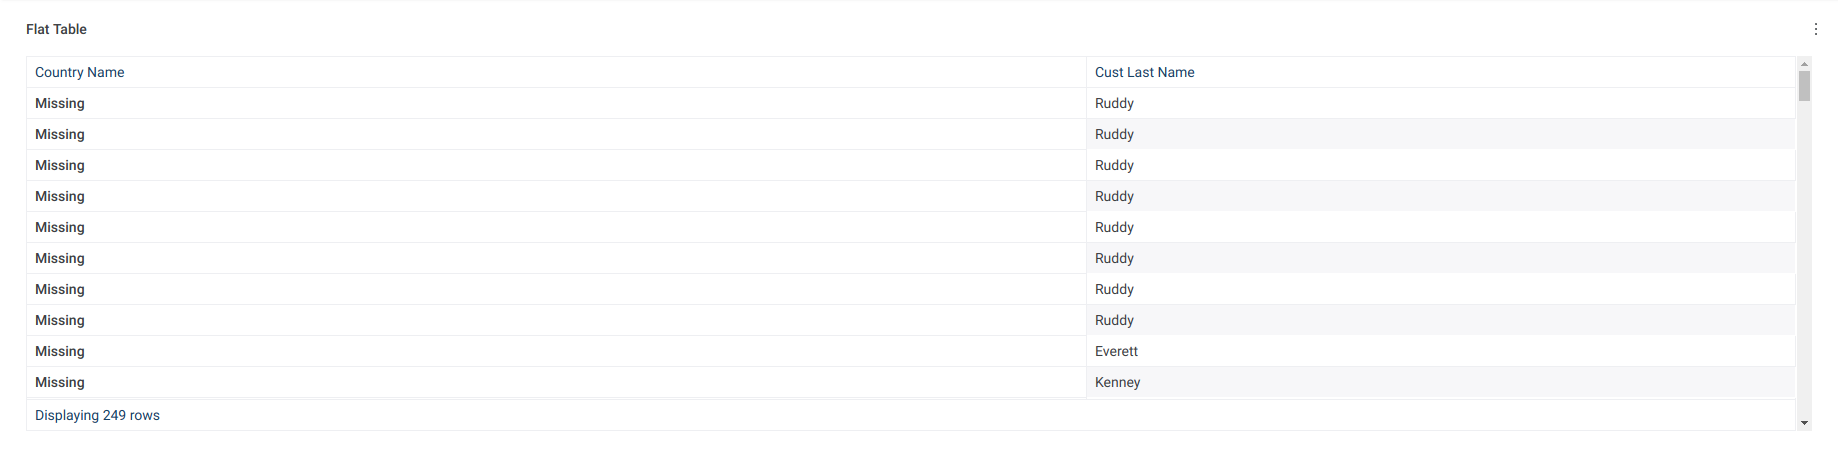 Flat Table
Country Name Cust Last Name
Missing Ruddy
Missing Ruddy
Missing Ruddy
Missing Ruddy
Missing Ruddy
Missing Ruddy
Missing Ruddy
Missing Ruddy
Missing Everett
Missing Kenney
Displaying 249 rows